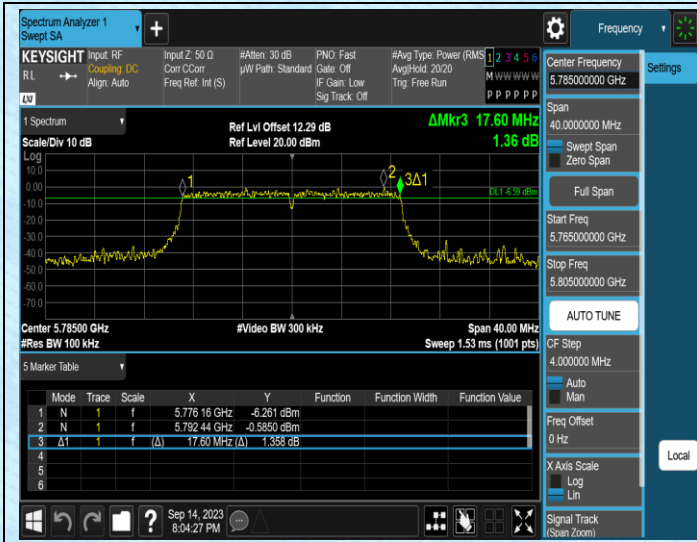 Spectrum Analyzer 1
Swept SA
Frequency
KEYSIGHT
RL
LXI
Input: RF
Coupling: DC
Align: Auto
Input Z: 50 Ω
Corr CCorr
Freq Ref: Int (S)
#Atten: 30 dB
µW Path: Standard
PNO: Fast
Gate: Off
IF Gain: Low
Sig Track: Off
#Avg Type: Power (RMS
Avg|Hold: 20/20
Trig: Free Run
1 2 3 4 5 6
M W W W W W
P P P P P P
Center Frequency
5.785000000 GHz
Settings
Span
40.0000000 MHz
Swept Span
Zero Span
Full Span
Start Freq
5.765000000 GHz
Stop Freq
5.805000000 GHz
AUTO TUNE
CF Step
4.000000 MHz
Auto
Man
Freq Offset
0 Hz
X Axis Scale
Log
Lin
Local
Signal Track
(Span Zoom)
1 Spectrum
Scale/Div 10 dB
Ref Lvl Offset 12.29 dB
Ref Level 20.00 dBm
ΔMkr3 17.60 MHz
1.36 dB
Log
10.0
0.00
-10.0
-20.0
-30.0
-40.0
-50.0
-60.0
-70.0
1
2
3Δ1
DL1 -6.59 dBm
Center 5.78500 GHz
#Video BW 300 kHz
Span 40.00 MHz
#Res BW 100 kHz
Sweep 1.53 ms (1001 pts)
5 Marker Table
Mode Trace Scale X Y Function Function Width Function Value
1 N 1 f 5.776 16 GHz -6.261 dBm
2 N 1 f 5.792 44 GHz -0.5850 dBm
3 Δ1 1 f (Δ) 17.60 MHz (Δ) 1.358 dB
4
5
6
?
Sep 14, 2023
8:04:27 PM